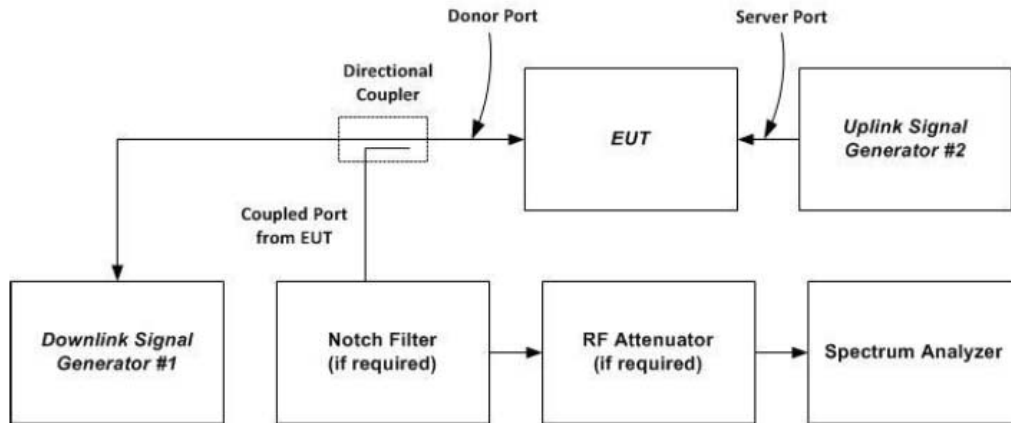 Donor Port
Server Port
Directional
Coupler
EUT
Uplink Signal
Generator #2
Coupled Port
from EUT
Downlink Signal
Generator #1
Notch Filter
(if required)
RF Attenuator
(if required)
Spectrum Analyzer